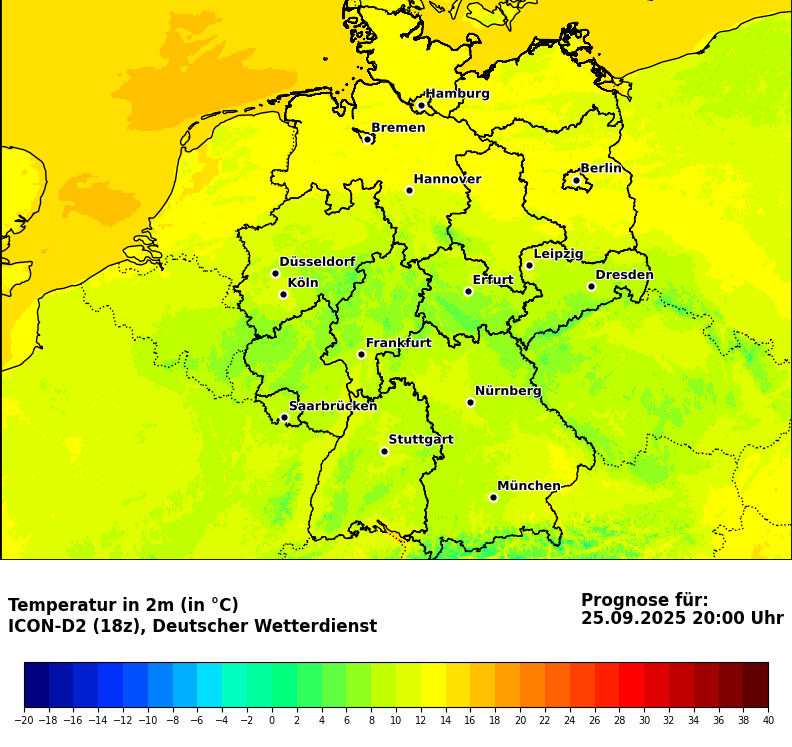 Hamburg
Bremen
Berlin
Hannover
Leipzig
Düsseldorf
Dresden
Köln
Erfurt
Frankfurt
Nürnberg
Saarbrücken
Stuttgart
München
Temperatur in 2m (in °C)
ICON-D2 (18z), Deutscher Wetterdienst
Prognose für:
25.09.2025 20:00 Uhr
−20 −18 −16 −14 −12 −10 −8 −6 −4 −2 0 2 4 6 8 10 12 14 16 18 20 22 24 26 28 30 32 34 36 38 40